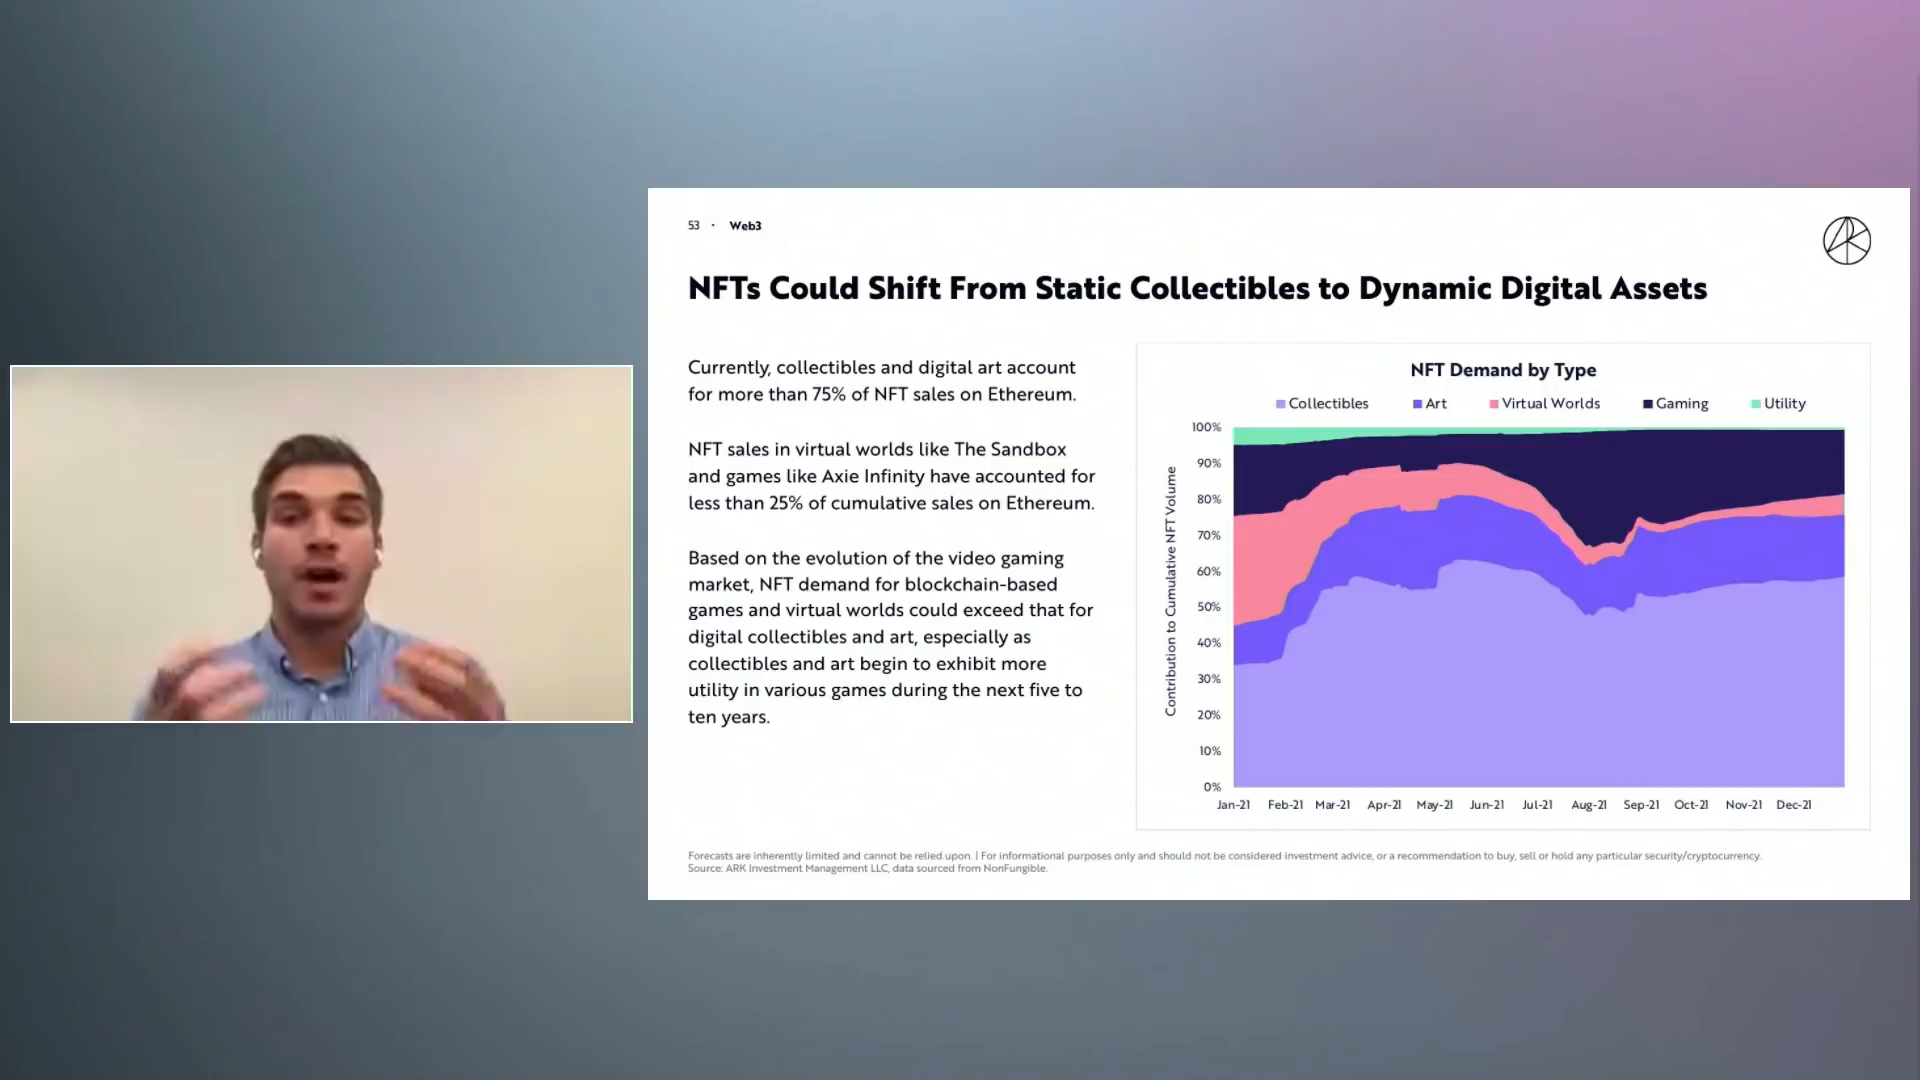 53 · Web3
NFTs Could Shift From Static Collectibles to Dynamic Digital Assets
Currently, collectibles and digital art account
for more than 75% of NFT sales on Ethereum.
NFT sales in virtual worlds like The Sandbox
and games like Axie Infinity have accounted for
less than 25% of cumulative sales on Ethereum.
Based on the evolution of the video gaming
market, NFT demand for blockchain-based
games and virtual worlds could exceed that for
digital collectibles and art, especially as
collectibles and art begin to exhibit more
utility in various games during the next five to
ten years.
NFT Demand by Type
Collectibles Art Virtual Worlds Gaming Utility
Contribution to Cumulative NFT Volume
100%
90%
80%
70%
60%
50%
40%
30%
20%
10%
0%
Jan-21 Feb-21 Mar-21 Apr-21 May-21 Jun-21 Jul-21 Aug-21 Sep-21 Oct-21 Nov-21 Dec-21
Forecasts are inherently limited and cannot be relied upon. | For informational purposes only and should not be considered investment advice, or a recommendation to buy, sell or hold any particular security/cryptocurrency.
Source: ARK Investment Management LLC, data sourced from NonFungible.